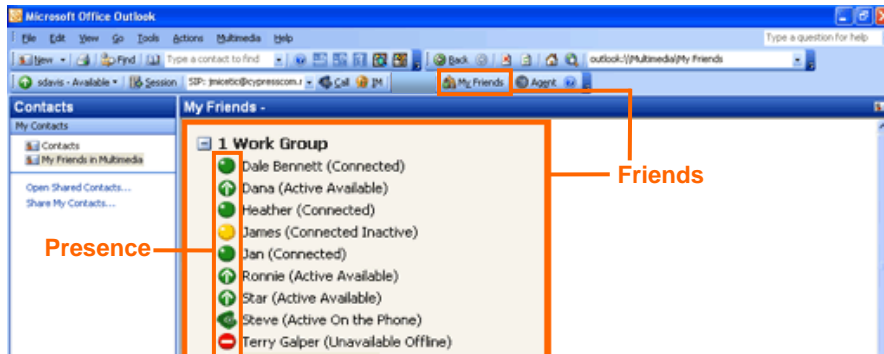 Microsoft Office Outlook
File Edit View Go Tools Actions Multimedia Help
Type a question for help
New Find Type a contact to find Back outlook:\\Multimedia\My Friends
sdavis - Available Session SIP: jmicetic@cypresscom.r Call IM My Friends Agent
Contacts
My Friends -
My Contacts
Contacts
My Friends in Multimedia
Open Shared Contacts...
Share My Contacts...
1 Work Group
Dale Bennett (Connected)
Dana (Active Available)
Heather (Connected)
James (Connected Inactive)
Jan (Connected)
Ronnie (Active Available)
Star (Active Available)
Steve (Active On the Phone)
Terry Galper (Unavailable Offline)
Friends
Presence